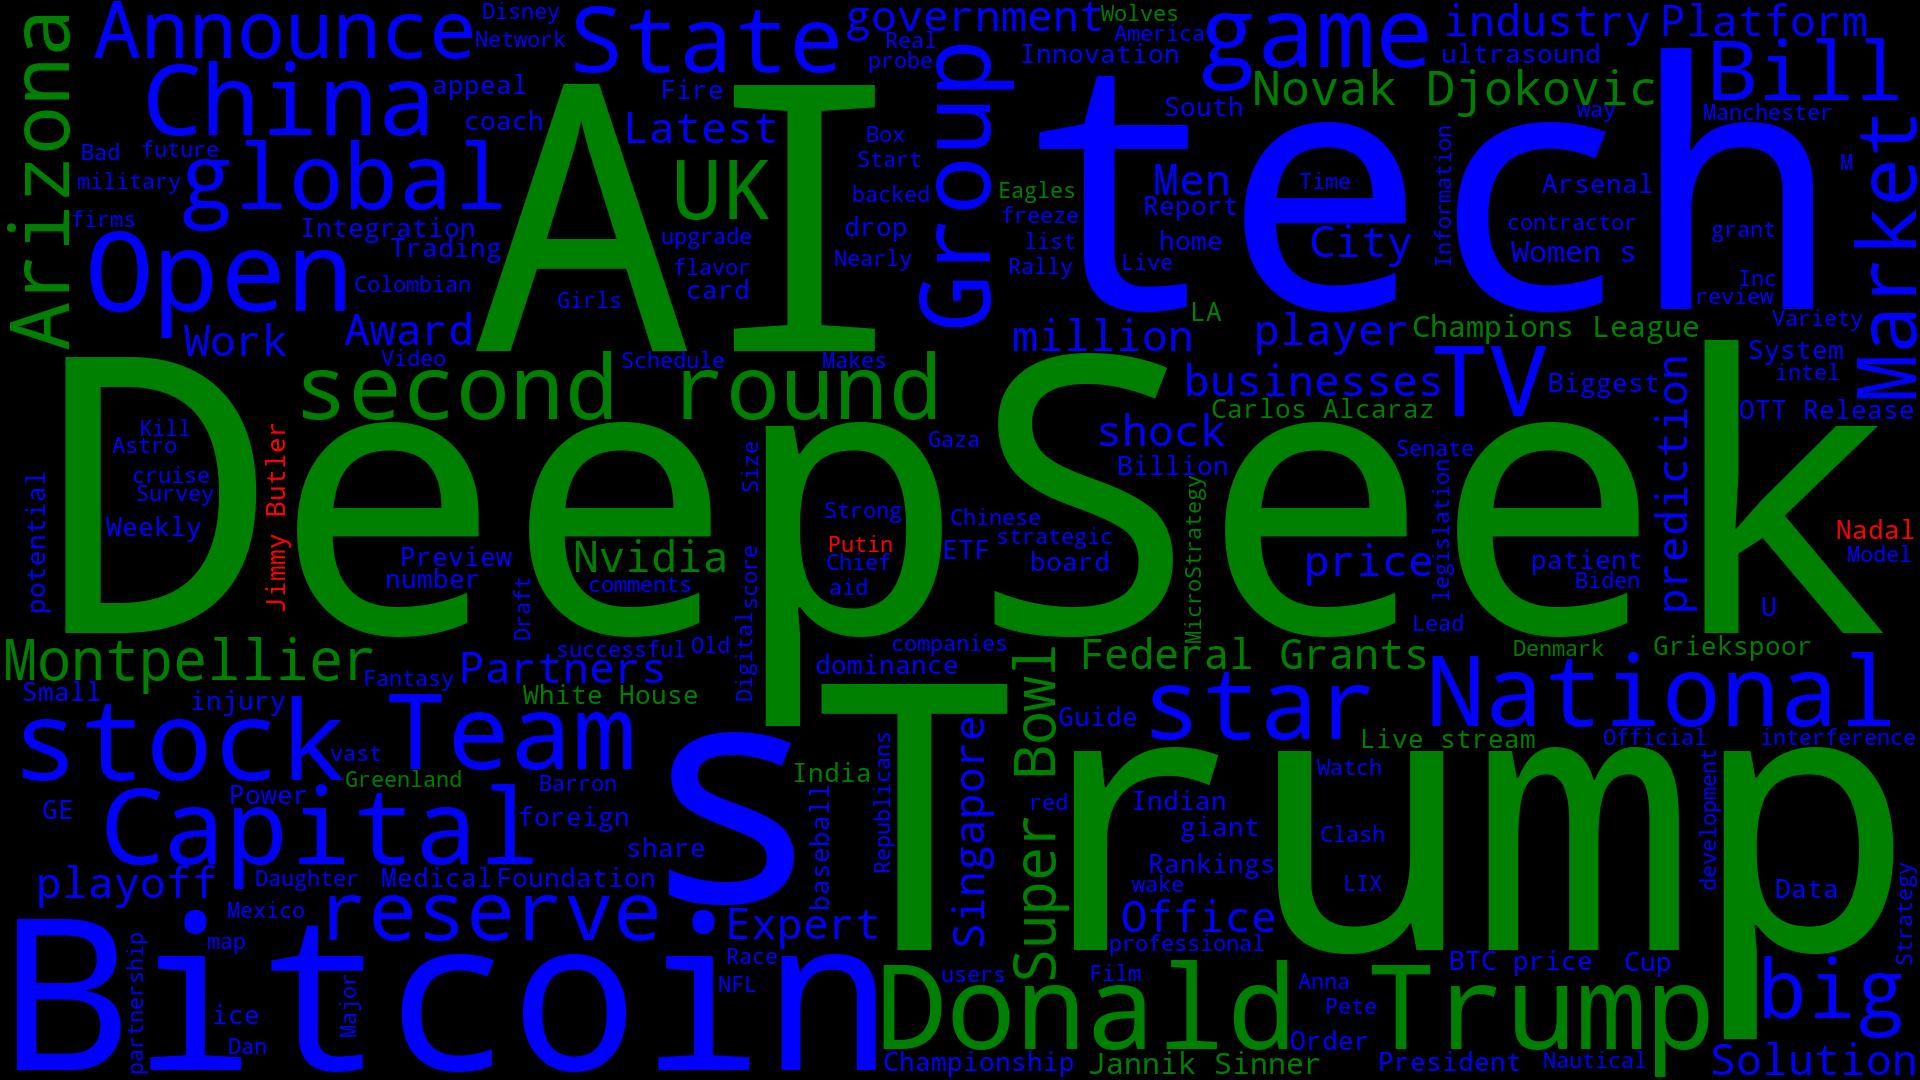 Arizona
Announce
Disney
Network
State
government
Wolves
America
Real
probe
Innovation
game
industry
Platform
ultrasound
Bill
China
appeal
coach
Fire
Latest
Group
South
Novak Djokovic
way
Manchester
Market
Bad
future
military
global
firms
AI
UK
Box
Start
backed
tech
Men
Report
Eagles
freeze
list
Rally
Live
home
Time
City
Information
Arsenal
contractor
Women s
grant
M
Inc
review
Integration
Trading
Open
Colombian
Girls
upgrade
flavor
card
drop
Nearly
Work
Award
Video
Schedule
Makes
million
LA
player
Champions League
Variety
System
intel
second round
businesses
TV
Biggest
Carlos Alcaraz
prediction
OTT Release
DeepSeek
Kill
Astro
cruise
Survey
Weekly
potential
Jimmy Butler
Size
Gaza
shock
Billion
Senate
Strong
Putin
Chief
aid
Chinese
strategic
ETF
board
MicroStrategy
legislation
Nadal
Model
Preview
number
Nvidia
comments
Draft
score
Digital
price
patient
Biden
U
Lead
Montpellier
Fantasy
Partners
successful
Old
companies
dominance
Federal Grants
Denmark
Griekspoor
Small
injury
White House
stock
Team
vast
Greenland
Barron
s
India
Trump
Singapore
Super Bowl
Guide
star
National
Live stream
Official
interference
GE
Power
Capital
foreign
share
baseball
Republicans
red
Indian
giant
Watch
Clash
development
Rankings
wake
LIX
Data
Strategy
playoff
Daughter
Medical
Foundation
Mexico
map
reserve
Expert
Office
professional
Bitcoin
partnership
ice
Dan
Major
Race
NFL
users
Film
Anna
Pete
BTC price
Cup
big
Donald Trump
Order
Championship
Jannik Sinner
President
Nautical
Solution